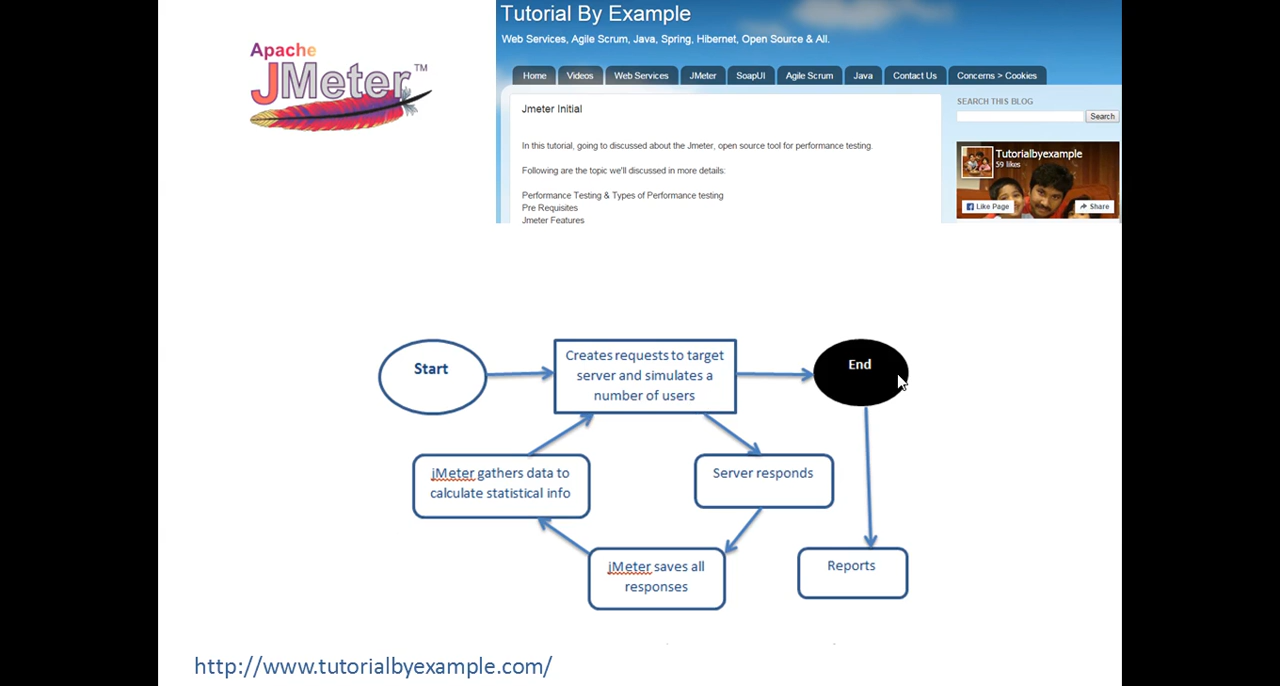 Apache
JMeter™
Tutorial By Example
Web Services, Agile Scrum, Java, Spring, Hibernet, Open Source & All.
Home Videos Web Services JMeter SoapUI Agile Scrum Java Contact Us Concerns > Cookies
Jmeter Initial
In this tutorial, going to discussed about the Jmeter, open source tool for performance testing.
Following are the topic we'll discussed in more details:
Performance Testing & Types of Performance testing
Pre Requisites
Jmeter Features
SEARCH THIS BLOG
Search
Tutorialbyexample
59 likes
Like Page Share
Start
Creates requests to target
server and simulates a
number of users
End
jMeter gathers data to
calculate statistical info
Server responds
jMeter saves all
responses
Reports
http://www.tutorialbyexample.com/